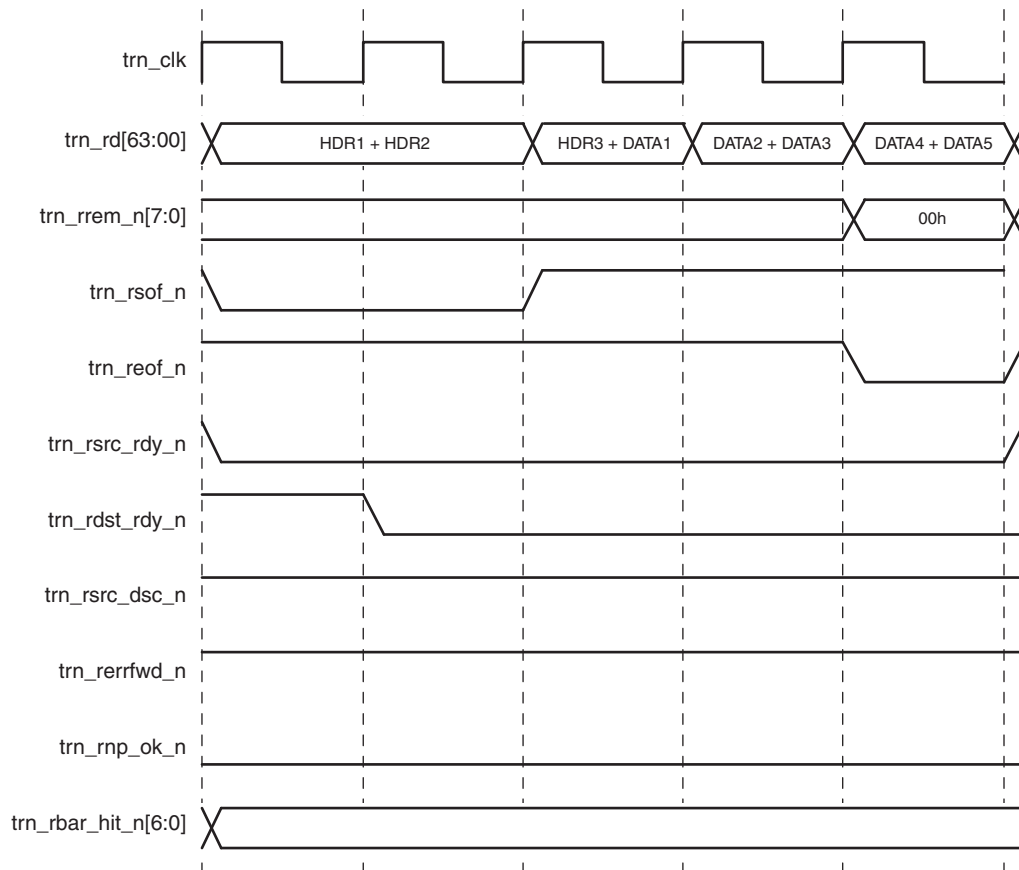 trn_clk
trn_rd[63:00]
HDR1 + HDR2
HDR3 + DATA1
DATA2 + DATA3
DATA4 + DATA5
trn_rrem_n[7:0]
00h
trn_rsof_n
trn_reof_n
trn_rsrc_rdy_n
trn_rdst_rdy_n
trn_rsrc_dsc_n
trn_rerrfwd_n
trn_rnp_ok_n
trn_rbar_hit_n[6:0]